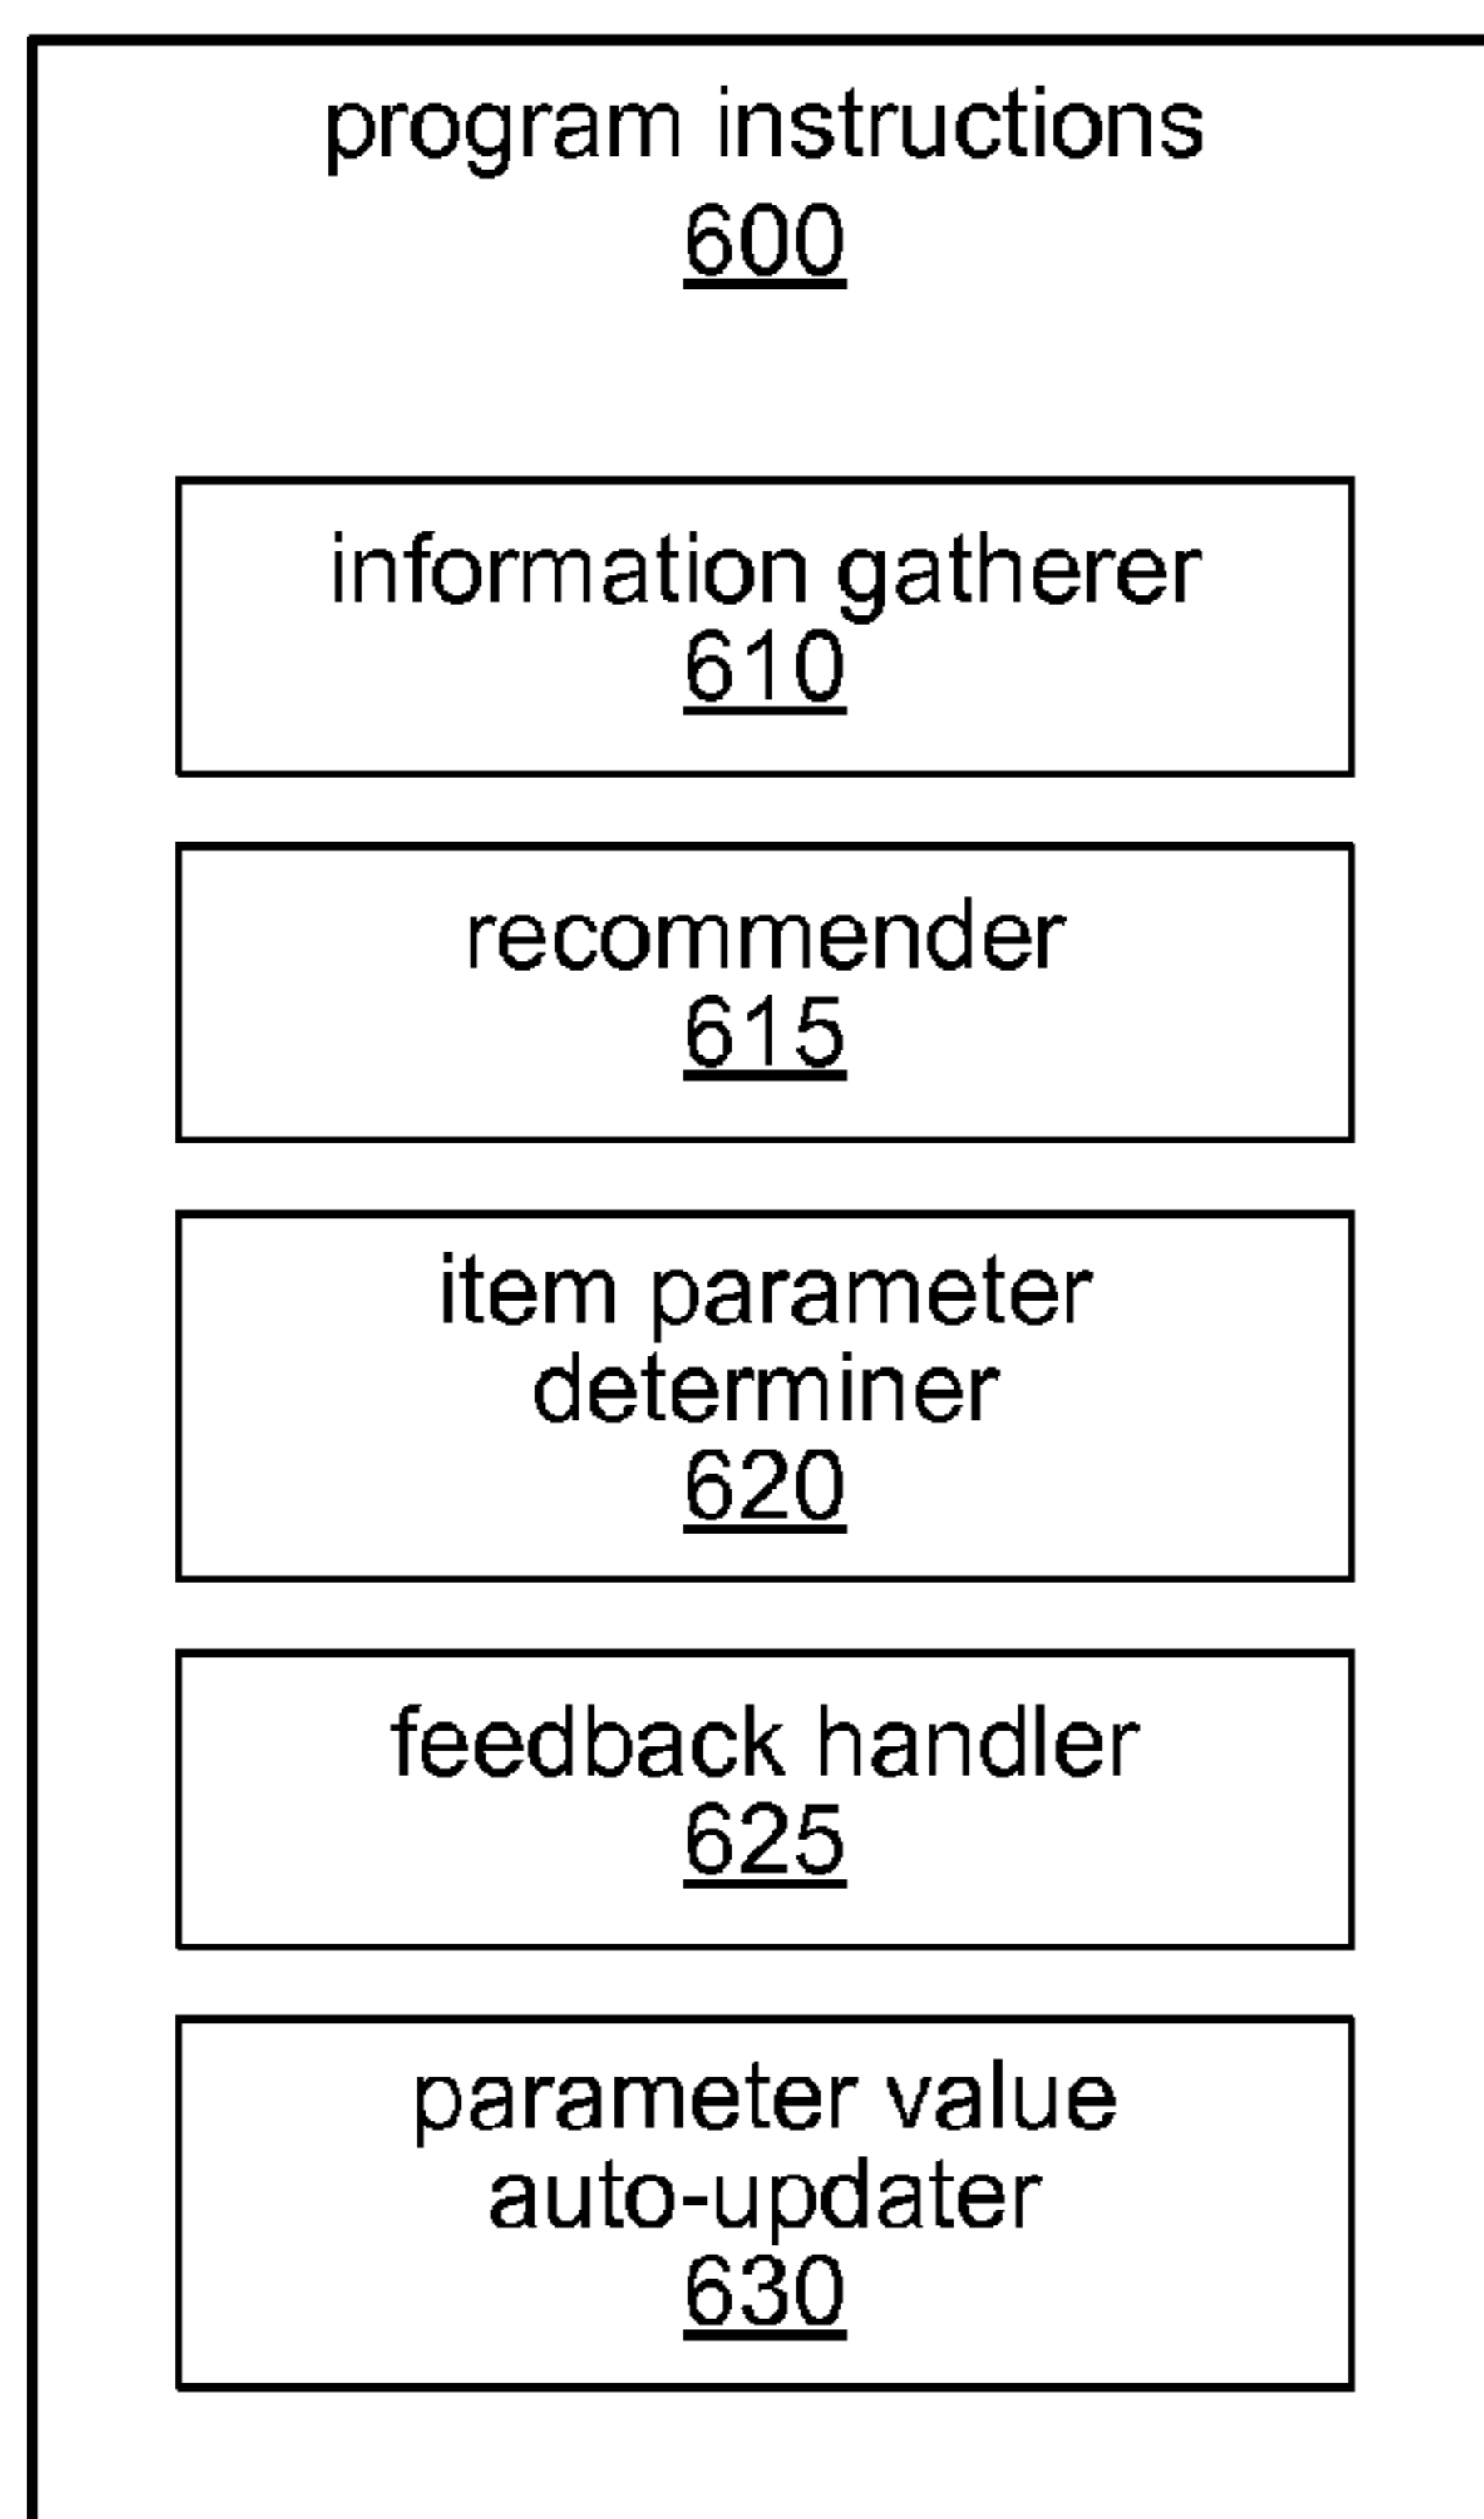 program instructions
600
information gatherer
610
recommender
615
item parameter
determiner
620
feedback handler
625
parameter value
auto-updater
630